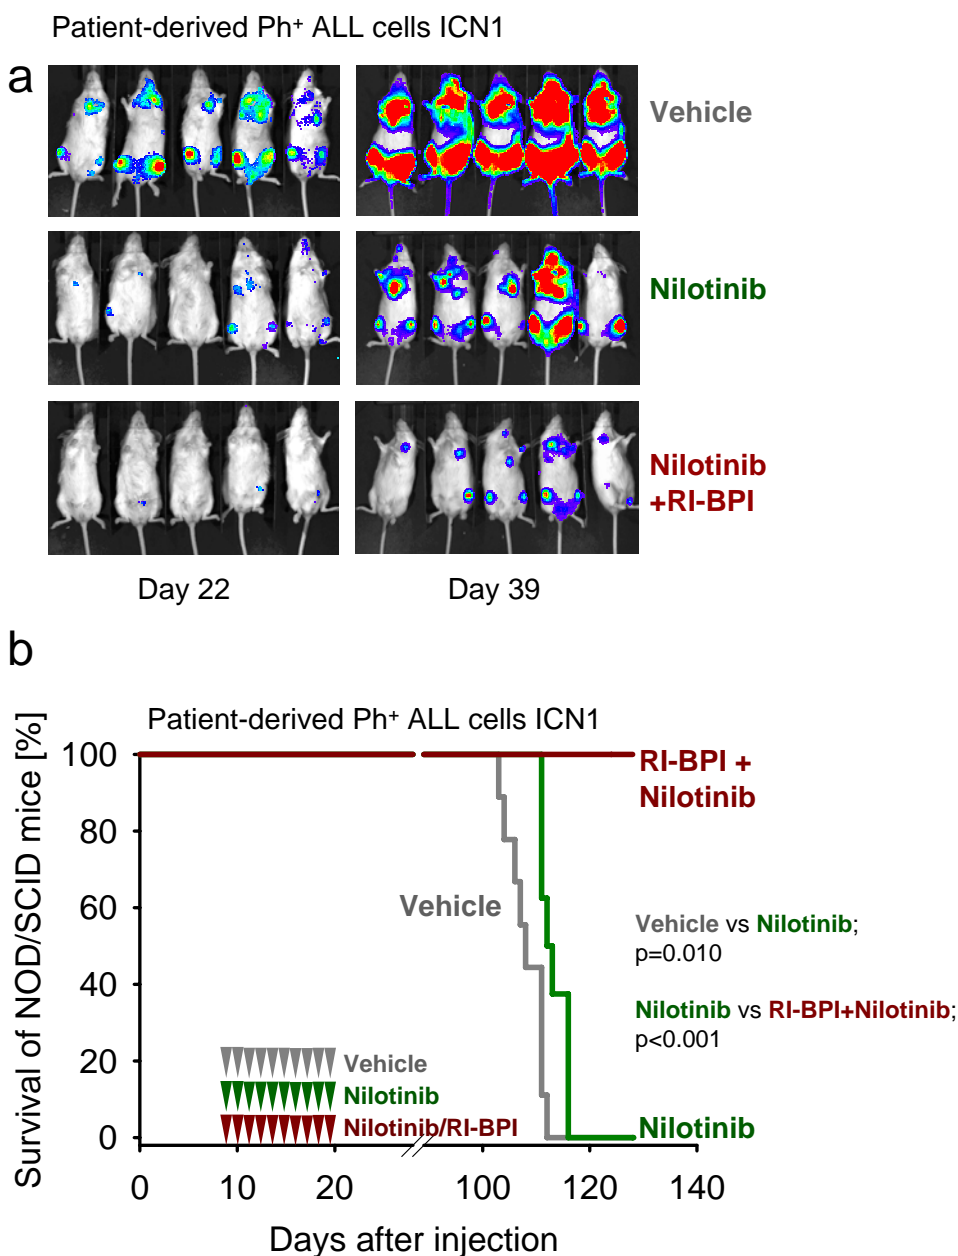 Patient-derived Ph⁺ ALL cells ICN1
a
Vehicle
Nilotinib
Nilotinib
+RI-BPI
Day 22
Day 39
b
Patient-derived Ph⁺ ALL cells ICN1
Survival of NOD/SCID mice [%]
100
80
60
40
20
0
RI-BPI +
Nilotinib
Vehicle
Vehicle vs Nilotinib;
p=0.010
Nilotinib vs RI-BPI+Nilotinib;
p<0.001
Vehicle
Nilotinib
Nilotinib/RI-BPI
Nilotinib
0 10 20 100 120 140
Days after injection